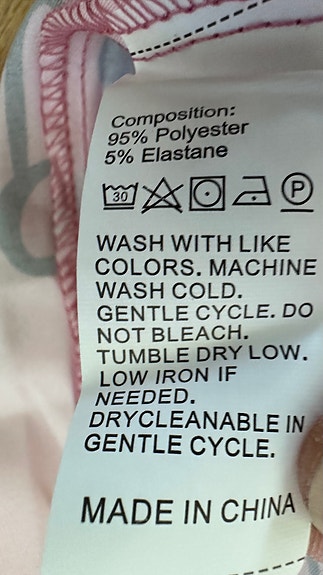 Composition:
95% Polyester
5% Elastane
30 P
WASH WITH LIKE
COLORS. MACHINE
WASH COLD.
GENTLE CYCLE. DO
NOT BLEACH.
TUMBLE DRY LOW.
LOW IRON IF
NEEDED.
DRYCLEANABLE IN
GENTLE CYCLE.
MADE IN CHINA